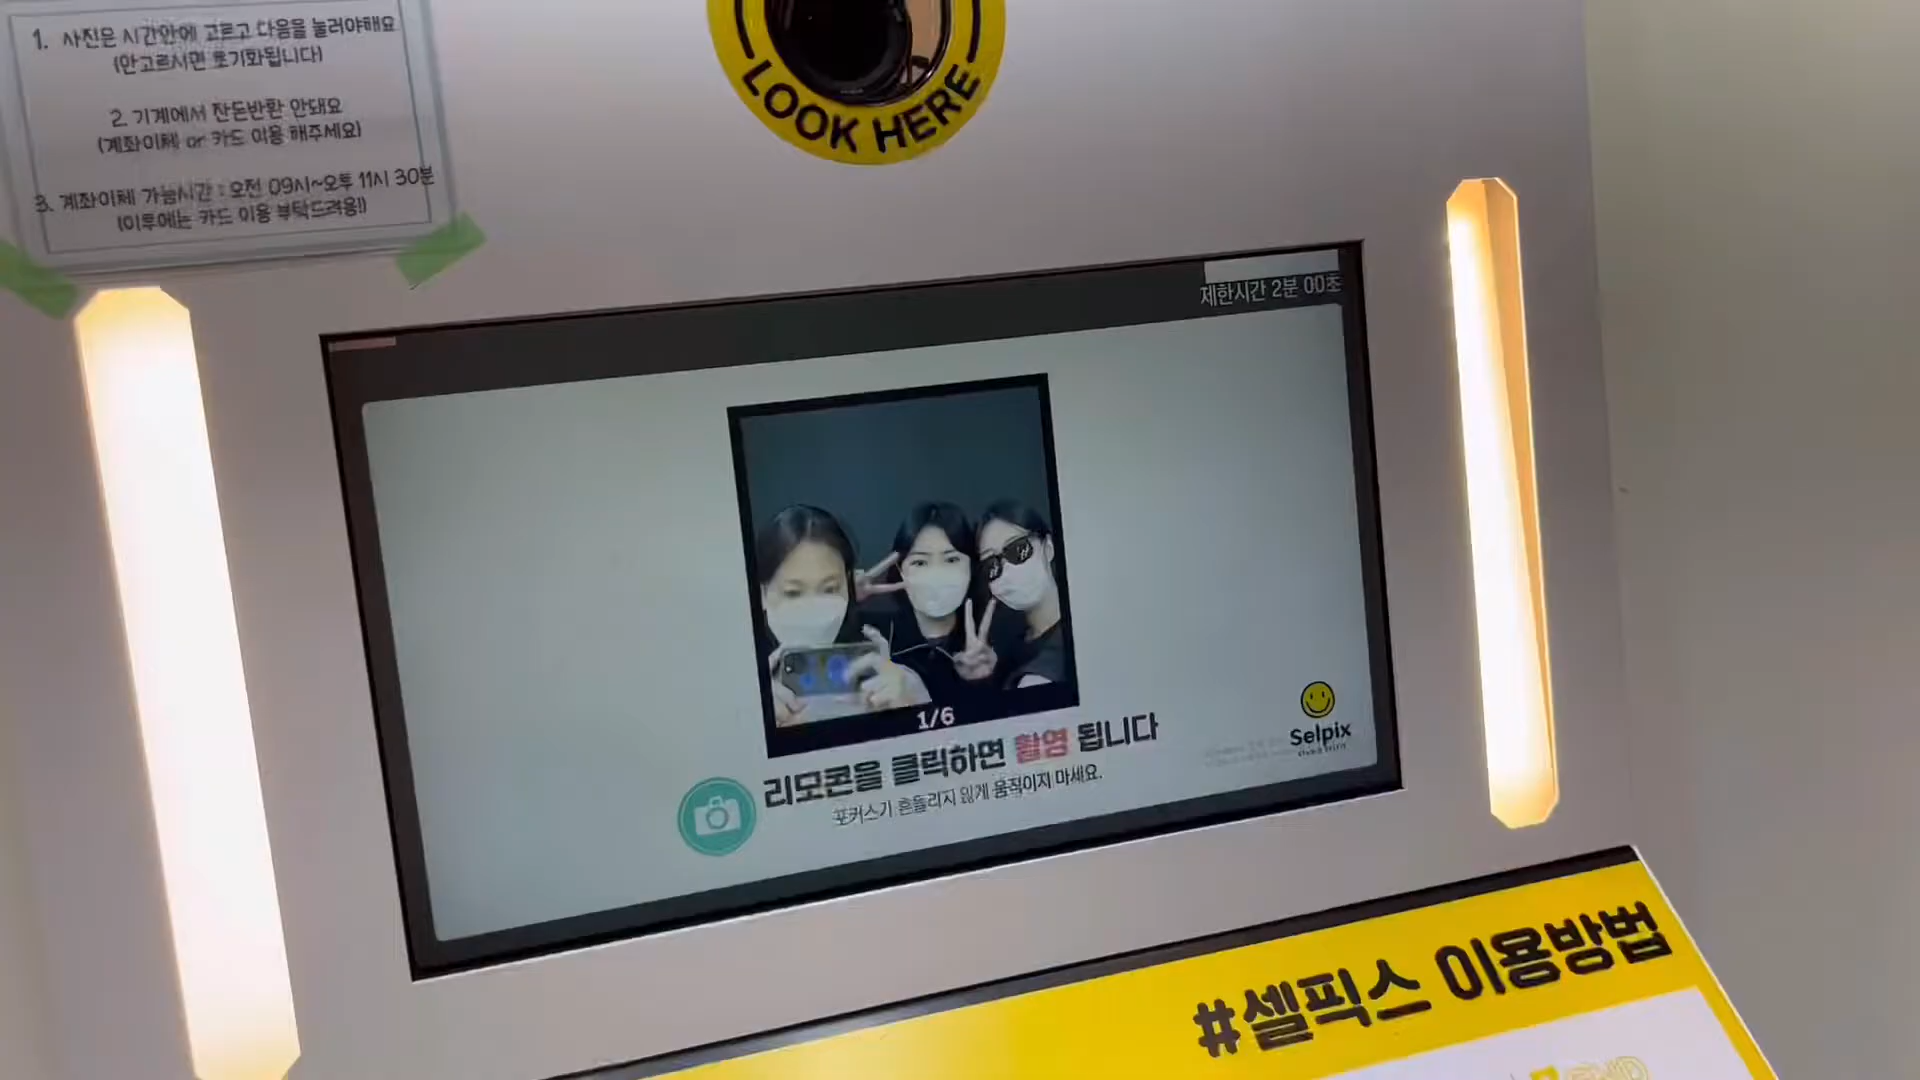 1. 사진은 시간안에 고르고 다음을 눌러야해요
(안고르시면 초기화됩니다)
2. 기계에서 잔돈반환 안돼요
(계좌이체 or 카드 이용 해주세요)
3. 계좌이체 가능시간 : 오전 09시~오후 11시 30분
(이후에는 카드 이용 부탁드려용!)
LOOK HERE
제한시간 2분 00초
1/6
리모콘을 클릭하면 촬영 됩니다
포커스가 흔들리지 않게 움직이지 마세요.
Selpix
#셀픽스 이용방법